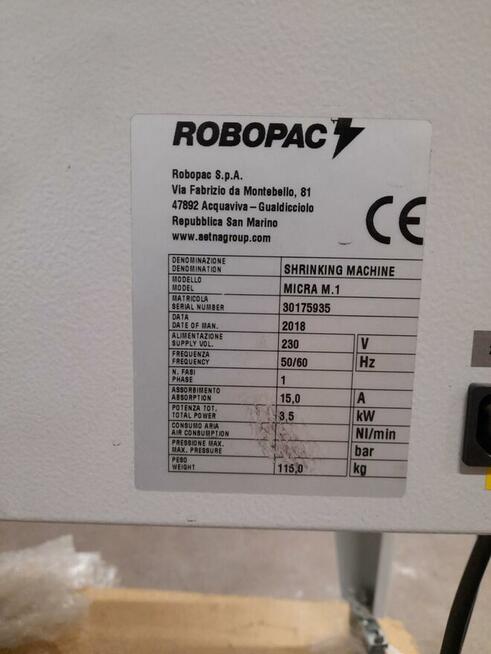 ROBOPAC
Robopac S.p.A.
Via Fabrizio da Montebello, 81
47892 Acquaviva – Gualdicciolo
Repubblica San Marino
www.aetnagroup.com
CE
DENOMINAZIONE
DENOMINATION
SHRINKING MACHINE
MODELLO
MODEL
MICRA M.1
MATRICOLA
SERIAL NUMBER
30175935
DATA
DATE OF MAN.
2018
ALIMENTAZIONE
SUPPLY VOL.
230 V
FREQUENZA
FREQUENCY
50/60 Hz
N. FASI
PHASE
1
ASSORBIMENTO
ABSORPTION
15,0 A
POTENZA TOT.
TOTAL POWER
3,5 kW
CONSUMO ARIA
AIR CONSUMPTION
Nl/min
PRESSIONE MAX.
MAX. PRESSURE
bar
PESO
WEIGHT
115,0 kg